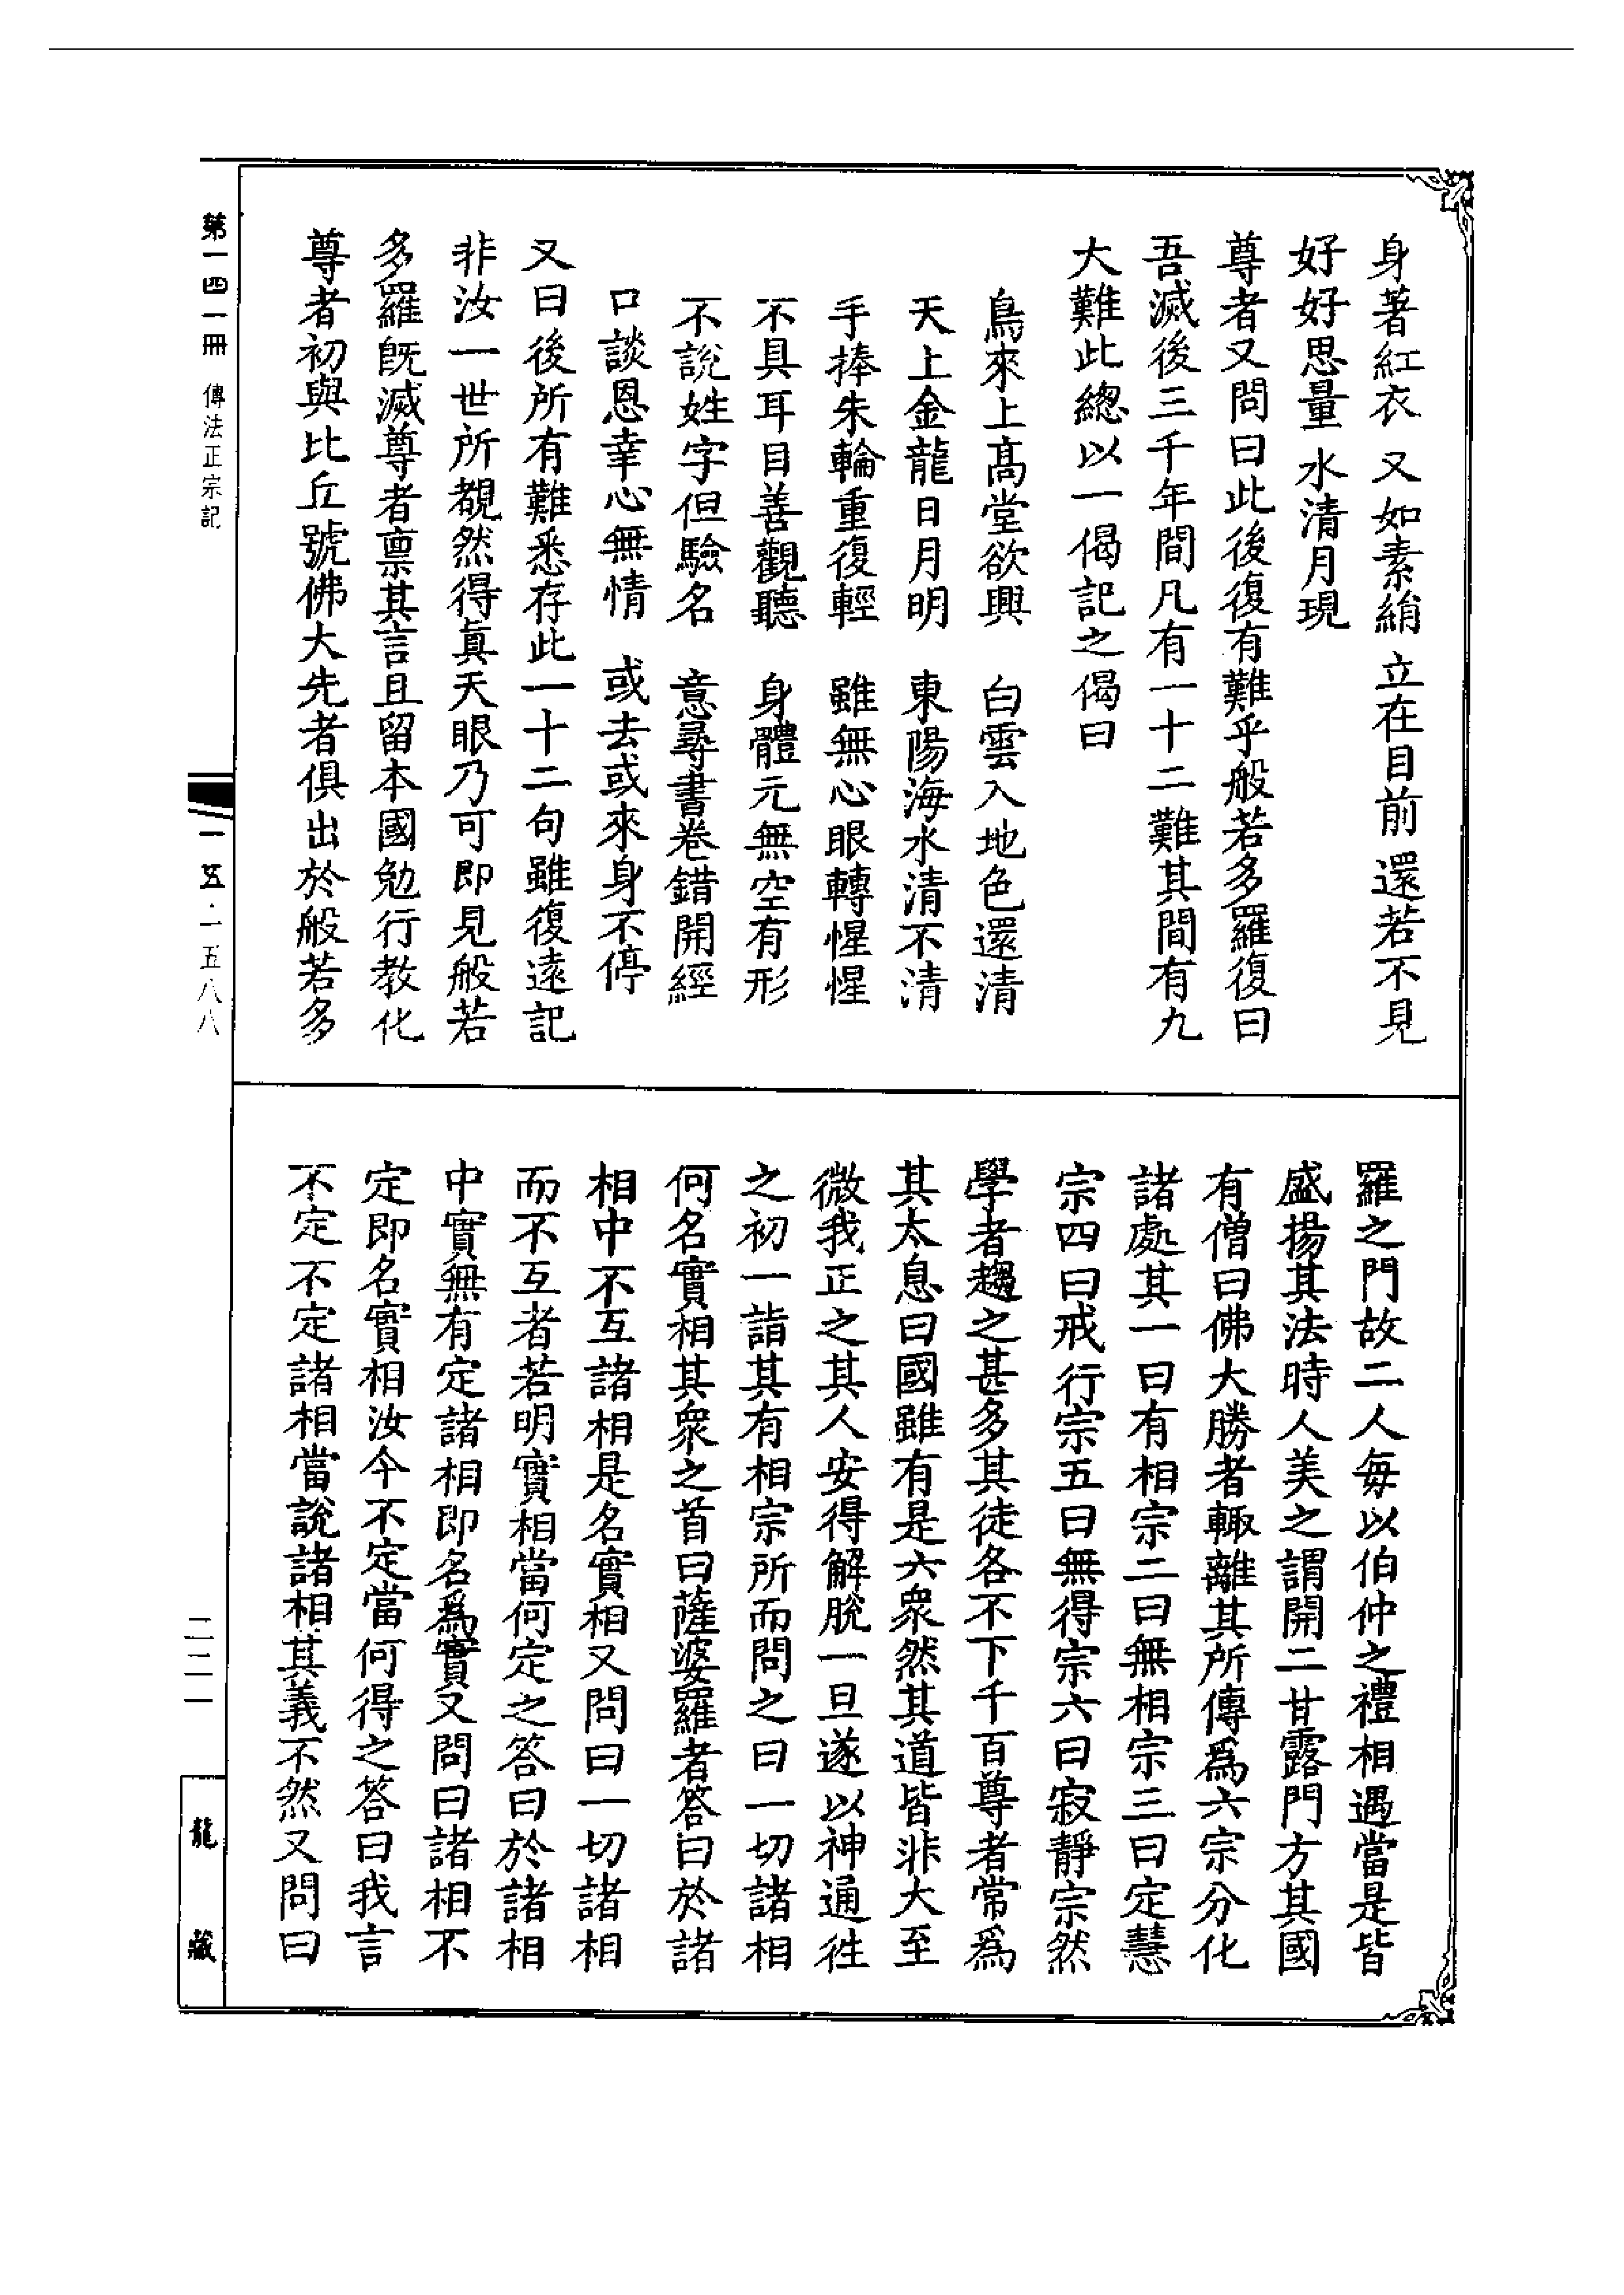 身著紅衣 又如素絹 立在目前 還若不見
好好思量 水清月現
尊者又問曰此後復有難乎般若多羅復曰
吾滅後三千年間凡有一十二難其間有九
大難此總以一偈記之偈曰
鳥來上高堂欲興 白雲入地色還清
天上金龍日月明 東陽海水清不清
手捧朱輪重復輕 雖無心眼轉惺惺
不具耳目善觀聽 身體元無空有形
不說姓字但驗名 意尋書卷錯開經
口談恩幸心無情 或去或來身不停
又曰後所有難悉存此一十二句雖復遠記
非汝一世所覩然得眞天眼乃可即見般若
多羅旣滅尊者稟其言且留本國勉行教化
尊者初與比丘號佛大先者俱出於般若多
羅之門故二人每以伯仲之禮相遇當是皆
盛揚其法時人美之謂開二甘露門方其國
有僧曰佛大勝者輙離其所傳爲六宗分化
諸處其一曰有相宗二曰無相宗三曰定慧
宗四曰戒行宗五曰無得宗六曰寂靜宗然
學者趨之甚多其徒各不下千百尊者常爲
其太息曰國雖有是六衆然其道皆非大至
微我正之其人安得解脫一旦遂以神通徃
之初一詣其有相宗所而問之曰一切諸相
何名實相其衆之首曰薩婆羅者答曰於諸
相中不互諸相是名實相又問曰一切諸相
而不互者若明實相當何定之答曰於諸相
中實無有定諸相即名爲實又問曰諸相不
定即名實相汝今不定當何得之答曰我言
不定不定諸相當說諸相其義不然又問曰
第一四一冊 傳法正宗記
一五·一五八八
二二一
龍藏